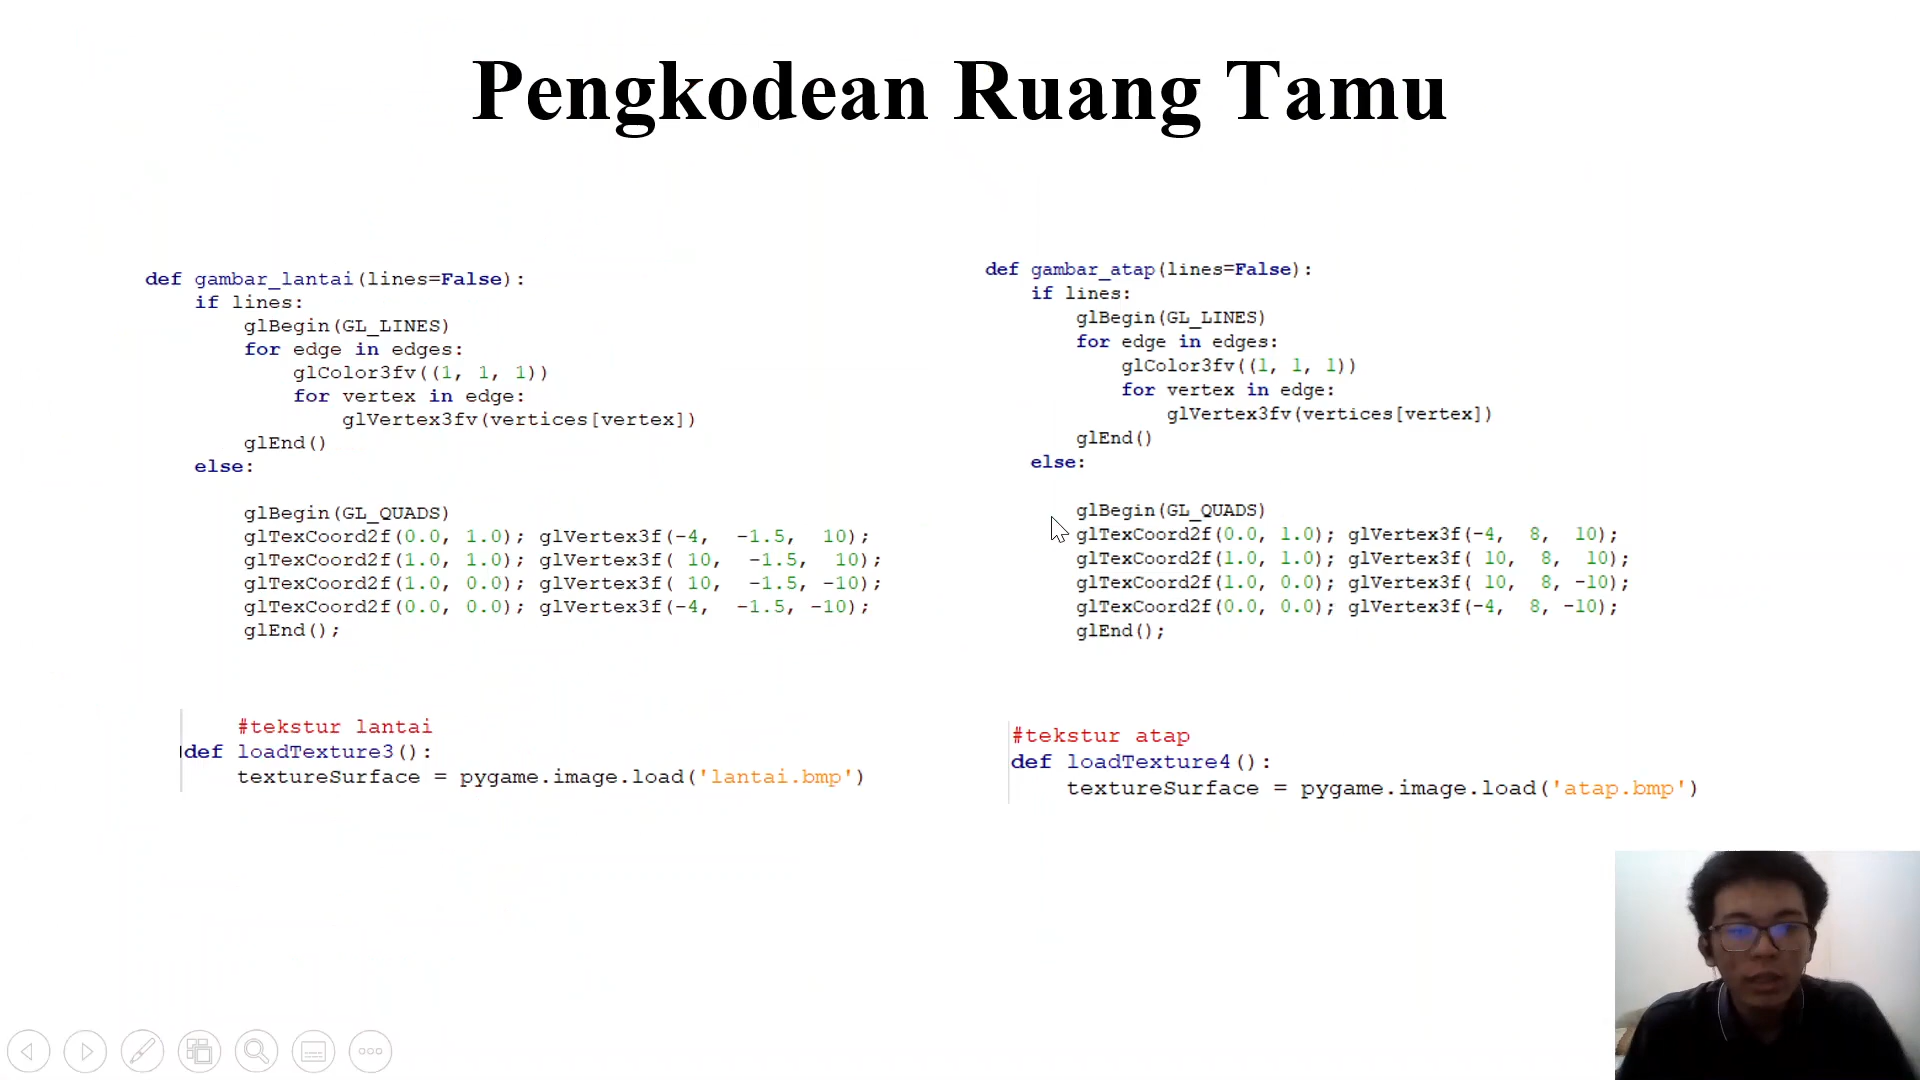 Pengkodean Ruang Tamu
def gambar_lantai(lines=False):
if lines:
glBegin(GL_LINES)
for edge in edges:
glColor3fv((1, 1, 1))
for vertex in edge:
glVertex3fv(vertices[vertex])
glEnd()
else:
glBegin(GL_QUADS)
glTexCoord2f(0.0, 1.0); glVertex3f(-4, -1.5, 10);
glTexCoord2f(1.0, 1.0); glVertex3f( 10, -1.5, 10);
glTexCoord2f(1.0, 0.0); glVertex3f( 10, -1.5, -10);
glTexCoord2f(0.0, 0.0); glVertex3f(-4, -1.5, -10);
glEnd();
#tekstur lantai
def loadTexture3():
textureSurface = pygame.image.load('lantai.bmp')
def gambar_atap(lines=False):
if lines:
glBegin(GL_LINES)
for edge in edges:
glColor3fv((1, 1, 1))
for vertex in edge:
glVertex3fv(vertices[vertex])
glEnd()
else:
glBegin(GL_QUADS)
glTexCoord2f(0.0, 1.0); glVertex3f(-4, 8, 10);
glTexCoord2f(1.0, 1.0); glVertex3f( 10, 8, 10);
glTexCoord2f(1.0, 0.0); glVertex3f( 10, 8, -10);
glTexCoord2f(0.0, 0.0); glVertex3f(-4, 8, -10);
glEnd();
#tekstur atap
def loadTexture4():
textureSurface = pygame.image.load('atap.bmp')